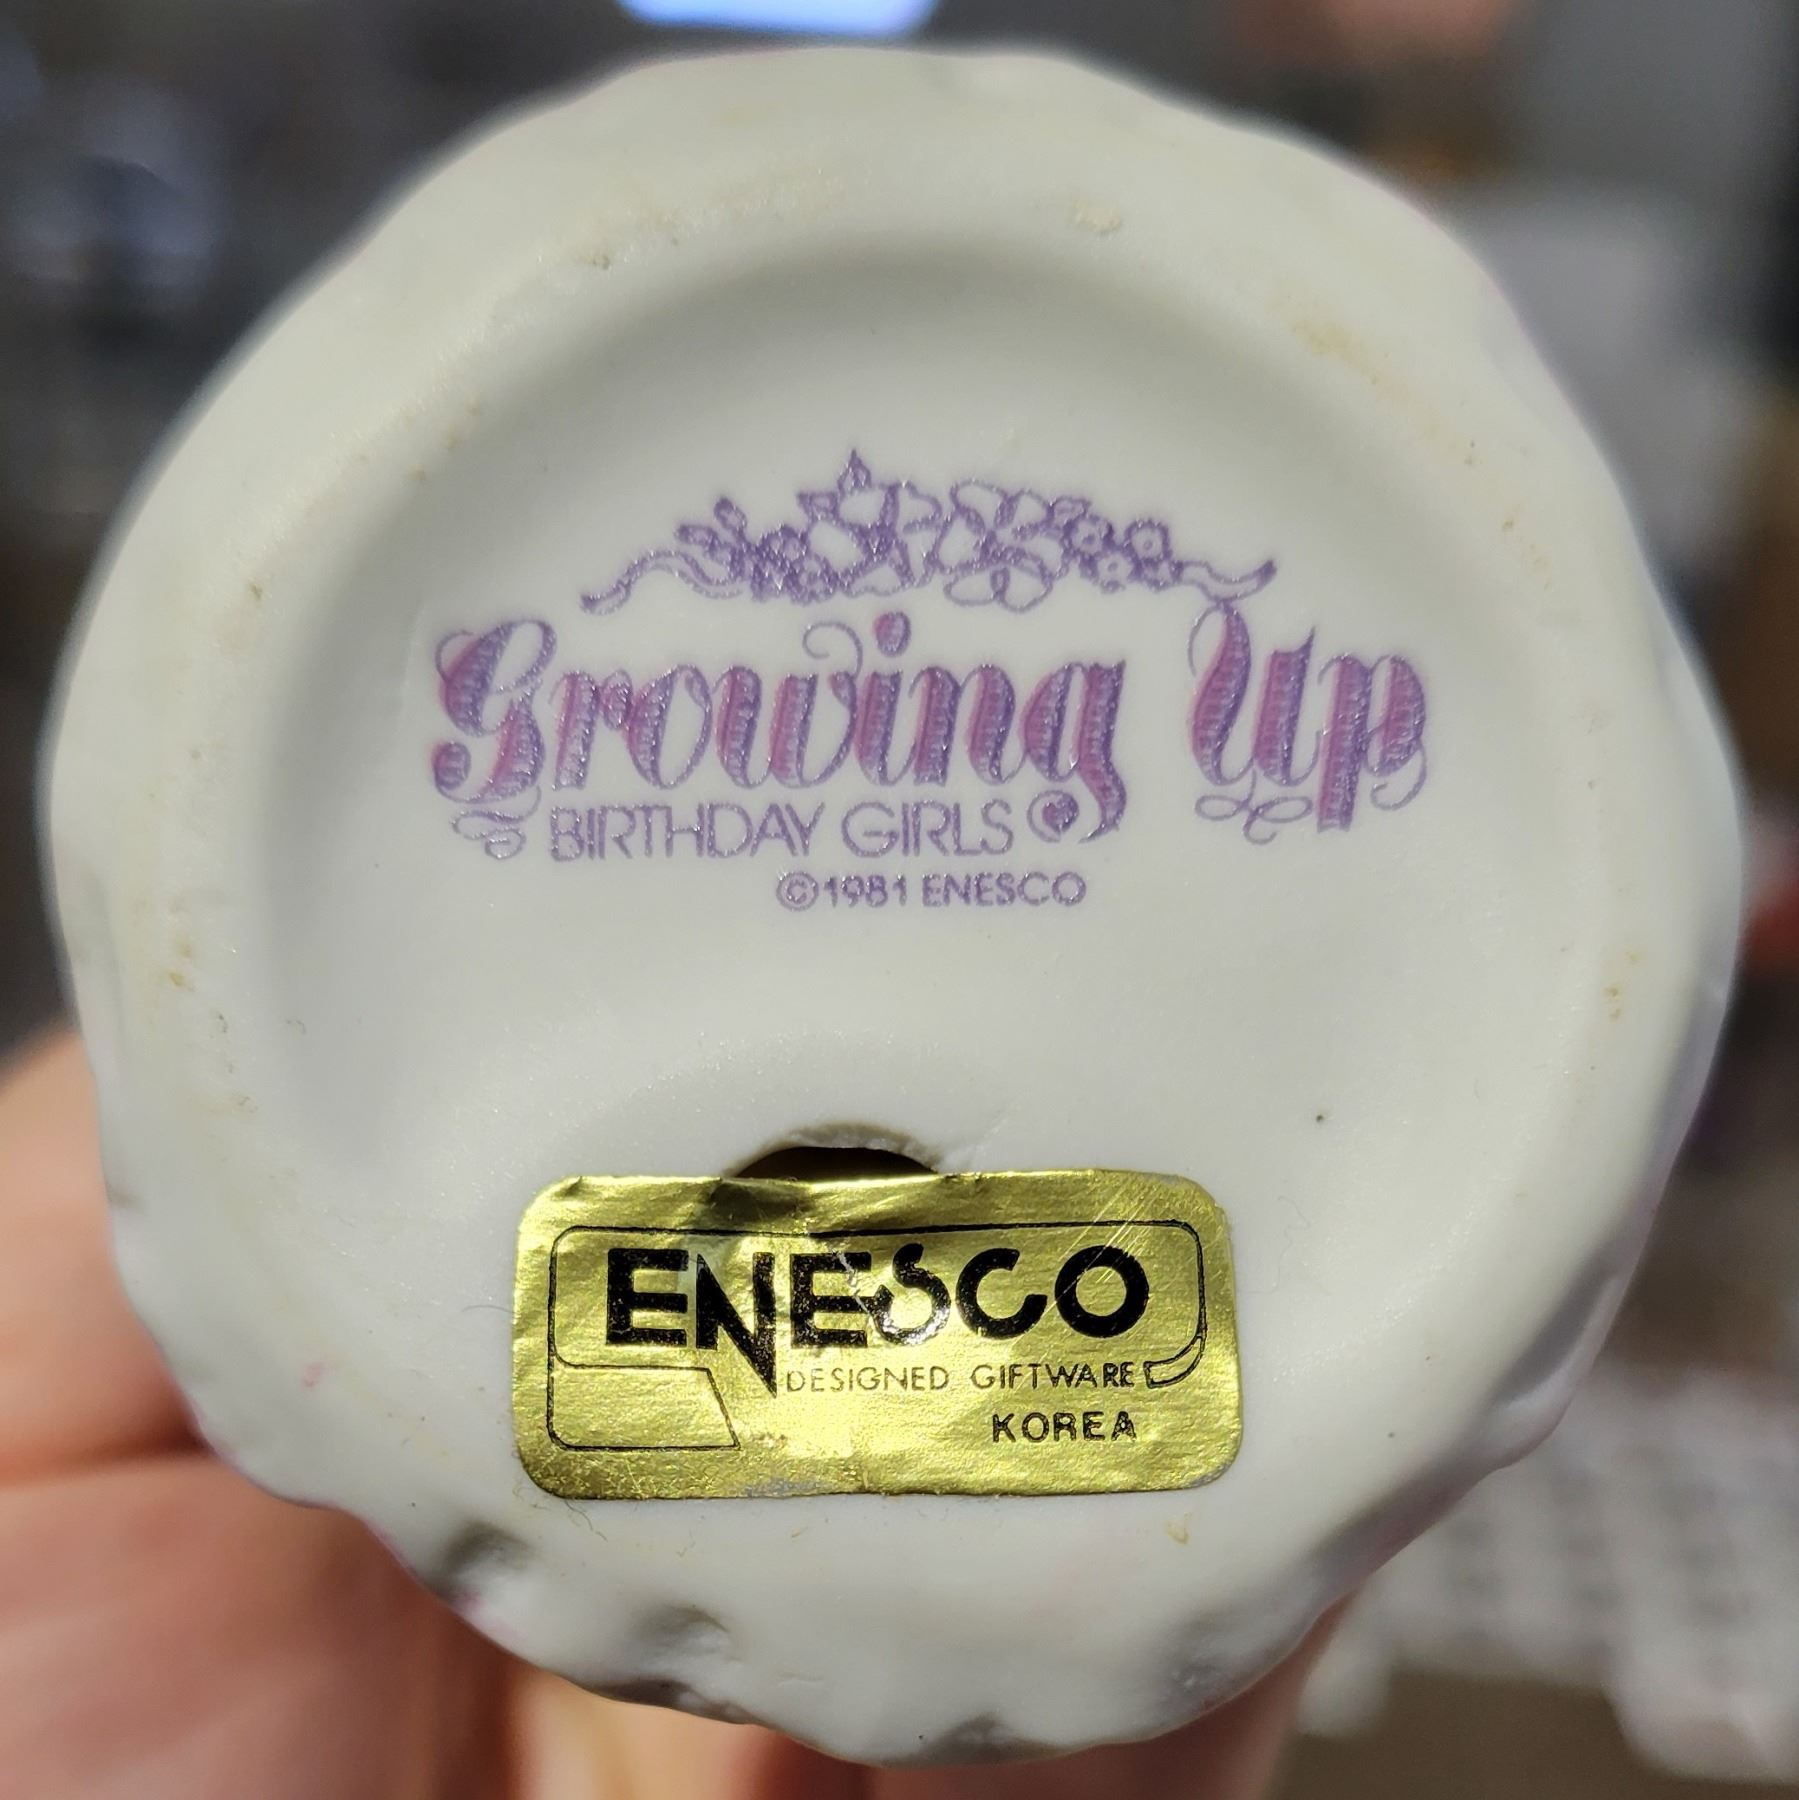 Growing Up
BIRTHDAY GIRLS
©1981 ENESCO
ENESCO
DESIGNED GIFTWARE
KOREA